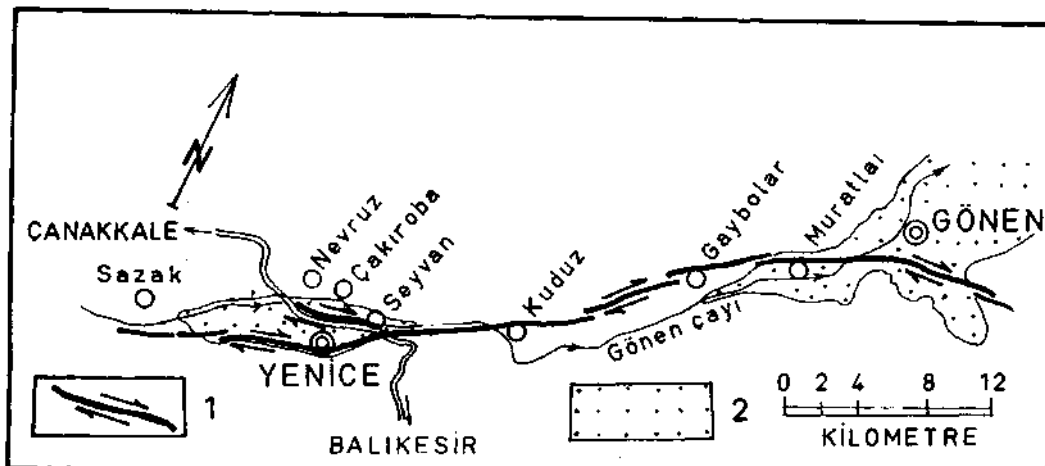 N
ÇANAKKALE
Sazak
Nevruz
Çakıroba
Seyvan
YENİCE
BALIKESİR
Kuduz
Gönen çayı
Gaybolar
Muratlaı
GÖNEN
1
2
0 2 4 8 12
KİLOMETRE